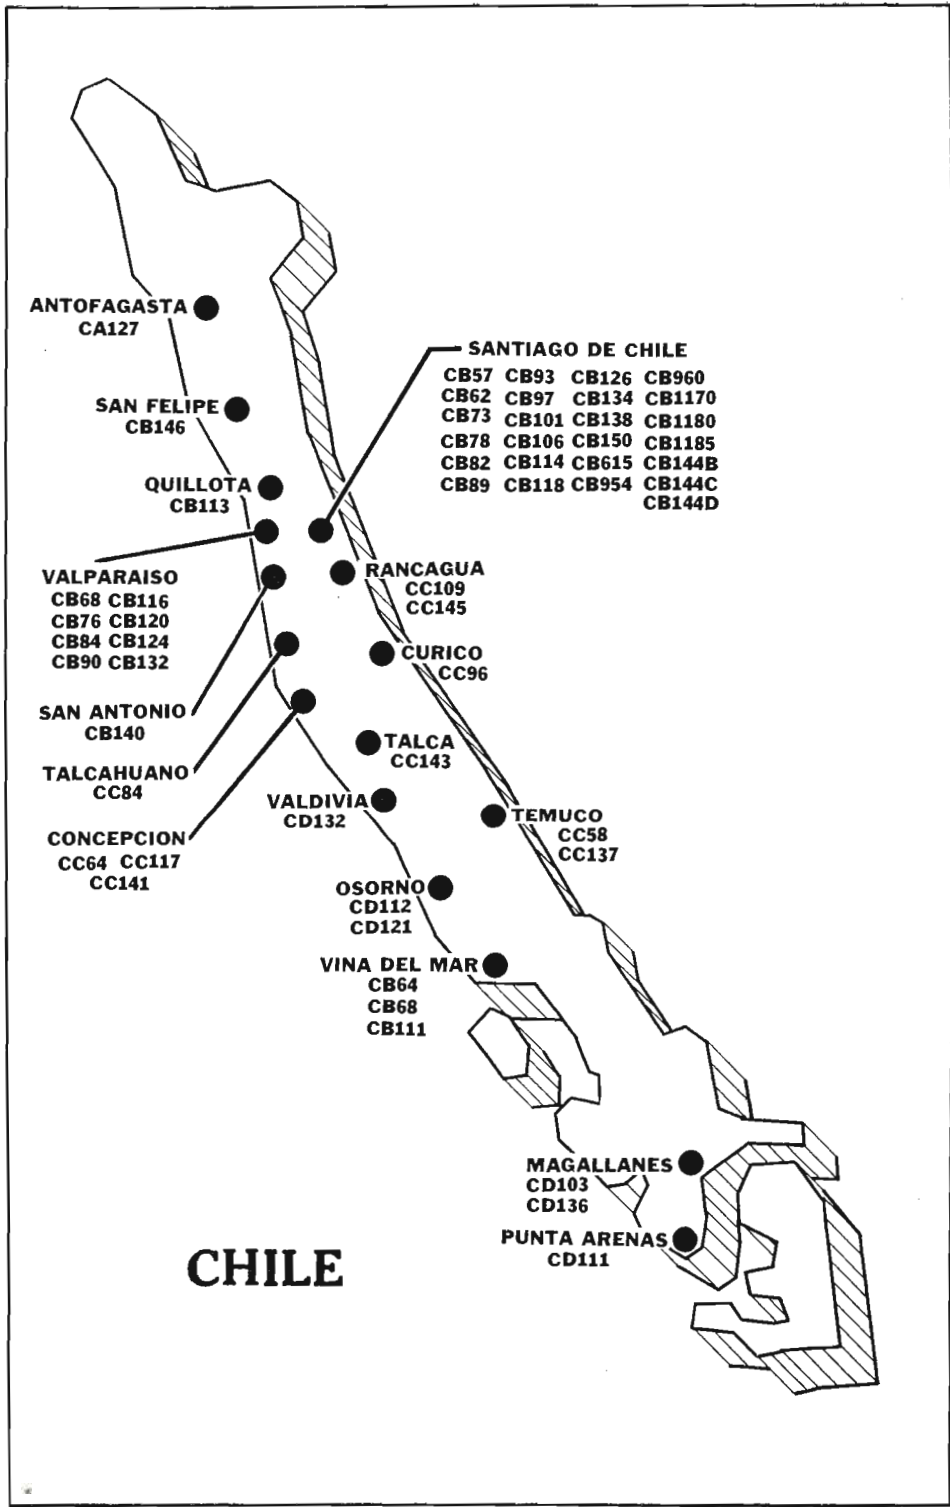 ANTOFAGASTA
CA127
SANTIAGO DE CHILE
CB57 CB93 CB126 CB960
CB62 CB97 CB134 CB1170
CB73 CB101 CB138 CB1180
CB78 CB106 CB150 CB1185
CB82 CB114 CB615 CB144B
CB89 CB118 CB954 CB144C
CB144D
SAN FELIPE
CB146
QUILLOTA
CB113
VALPARAISO
CB68 CB116
CB76 CB120
CB84 CB124
CB90 CB132
RANCAGUA
CC109
CC145
CURICO
CC96
SAN ANTONIO
CB140
TALCA
CC143
TALCAHUANO
CC84
VALDIVIA
CD132
TEMUCO
CC58
CC137
CONCEPCION
CC64 CC117
CC141
OSORNO
CD112
CD121
VINA DEL MAR
CB64
CB68
CB111
MAGALLANES
CD103
CD136
PUNTA ARENAS
CD111
CHILE